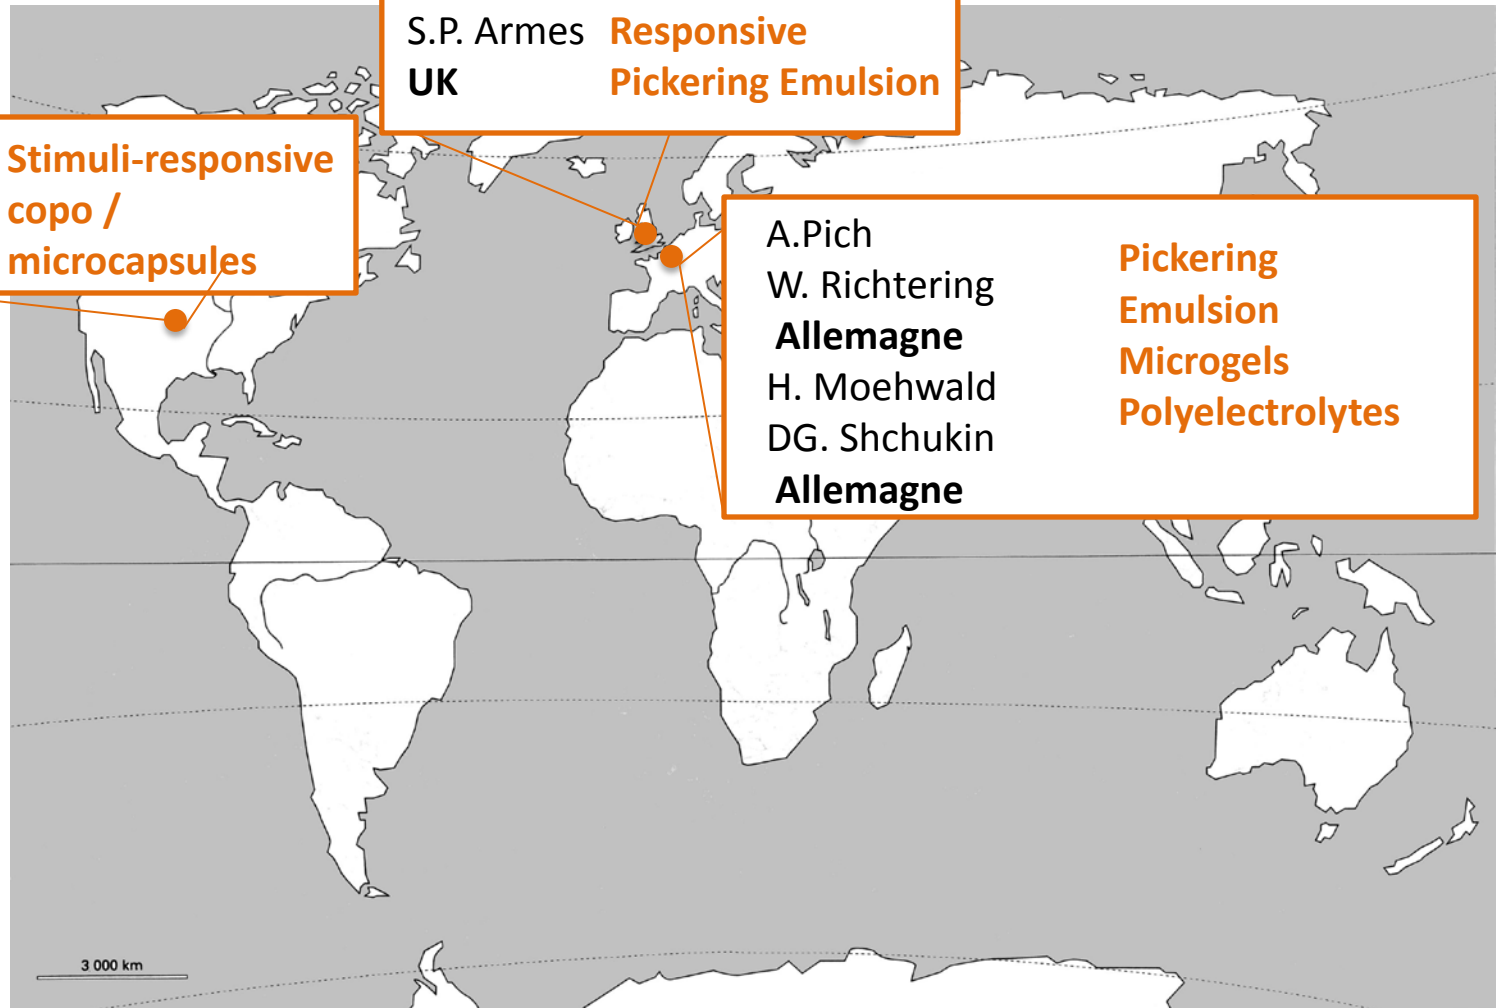 S.P. Armes Responsive
UK Pickering Emulsion
Stimuli-responsive
copo /
microcapsules
A.Pich
W. Richtering
Allemagne
H. Moehwald
DG. Shchukin
Allemagne
Pickering
Emulsion
Microgels
Polyelectrolytes
3 000 km